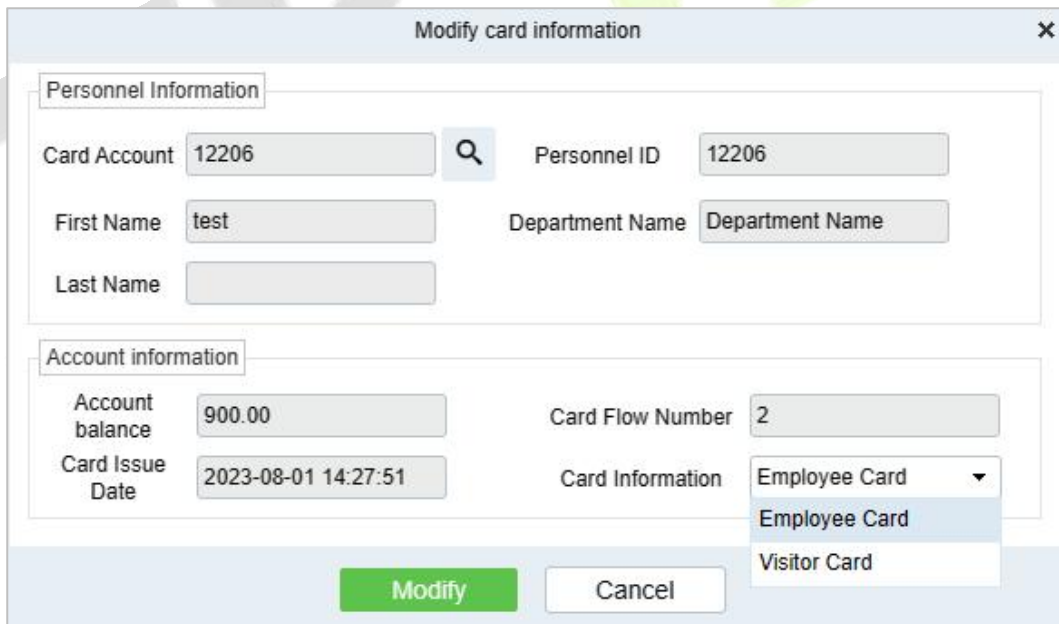 Modify card information
Personnel Information
Card Account 12206 Personnel ID 12206
First Name test Department Name Department Name
Last Name
Account information
Account balance 900.00 Card Flow Number 2
Card Issue Date 2023-08-01 14:27:51 Card Information Employee Card
Employee Card
Visitor Card
Modify Cancel